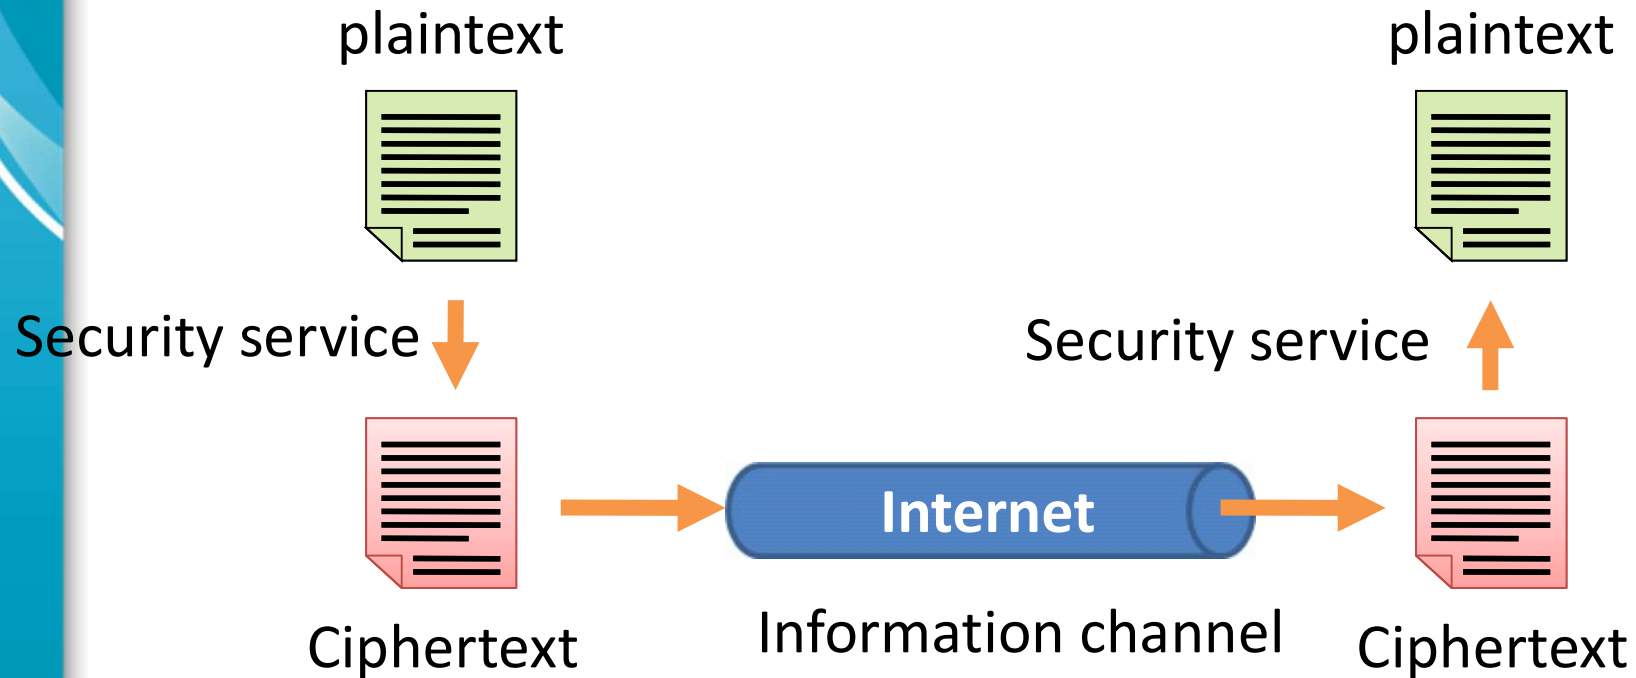 plaintext
plaintext
Security service
Security service
Internet
Information channel
Ciphertext
Ciphertext